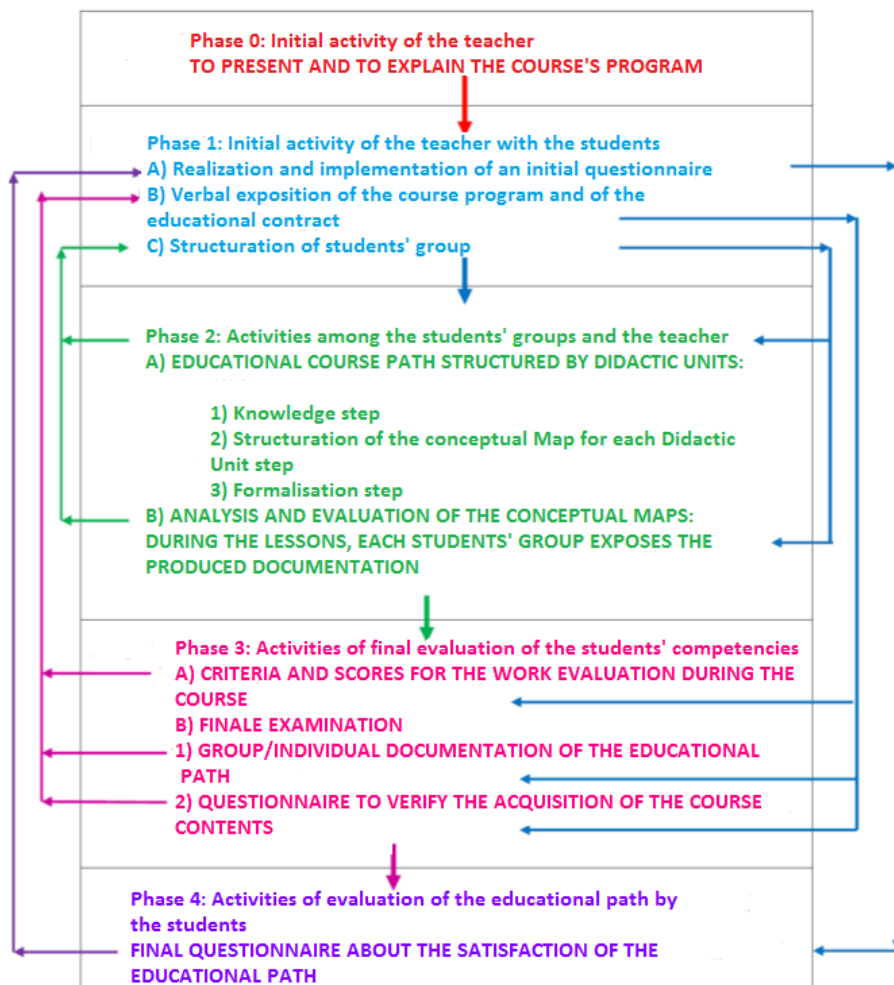 Phase 0: Initial activity of the teacher
TO PRESENT AND TO EXPLAIN THE COURSE'S PROGRAM
Phase 1: Initial activity of the teacher with the students
A) Realization and implementation of an initial questionnaire
B) Verbal exposition of the course program and of the
educational contract
C) Structuration of students' group
Phase 2: Activities among the students' groups and the teacher
A) EDUCATIONAL COURSE PATH STRUCTURED BY DIDACTIC UNITS:
1) Knowledge step
2) Structuration of the conceptual Map for each Didactic
Unit step
3) Formalisation step
B) ANALYSIS AND EVALUATION OF THE CONCEPTUAL MAPS:
DURING THE LESSONS, EACH STUDENTS' GROUP EXPOSES THE
PRODUCED DOCUMENTATION
Phase 3: Activities of final evaluation of the students' competencies
A) CRITERIA AND SCORES FOR THE WORK EVALUATION DURING THE
COURSE
B) FINALE EXAMINATION
1) GROUP/INDIVIDUAL DOCUMENTATION OF THE EDUCATIONAL
PATH
2) QUESTIONNAIRE TO VERIFY THE ACQUISITION OF THE COURSE
CONTENTS
Phase 4: Activities of evaluation of the educational path by
the students
FINAL QUESTIONNAIRE ABOUT THE SATISFACTION OF THE
EDUCATIONAL PATH